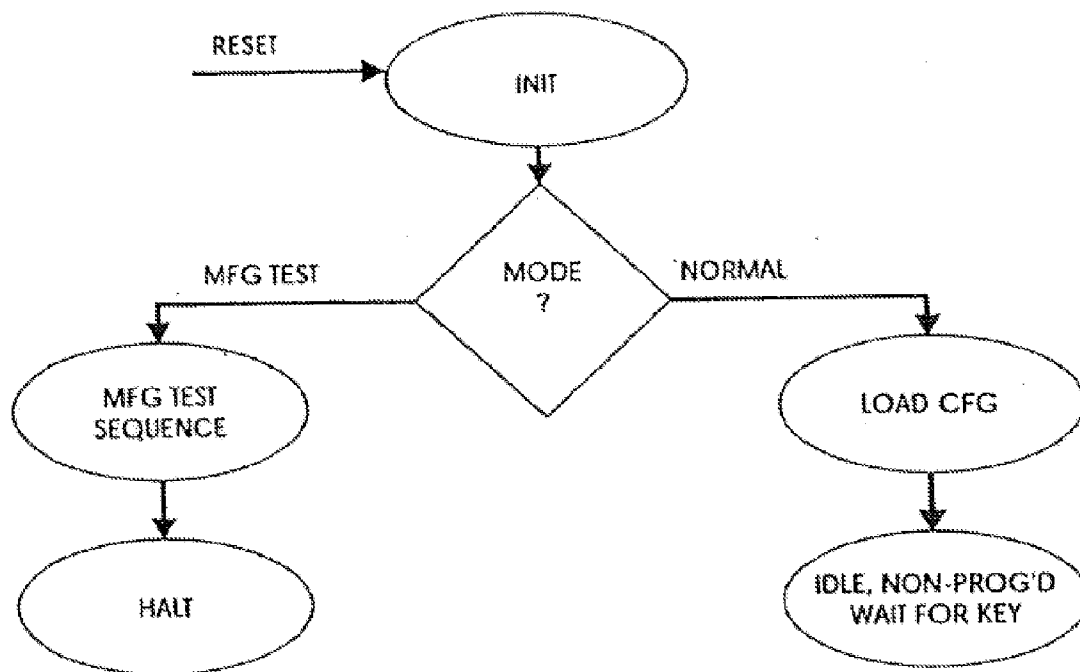 RESET
INIT
MODE
?
MFG TEST
NORMAL
MFG TEST
SEQUENCE
LOAD CFG
HALT
IDLE, NON-PROG'D
WAIT FOR KEY